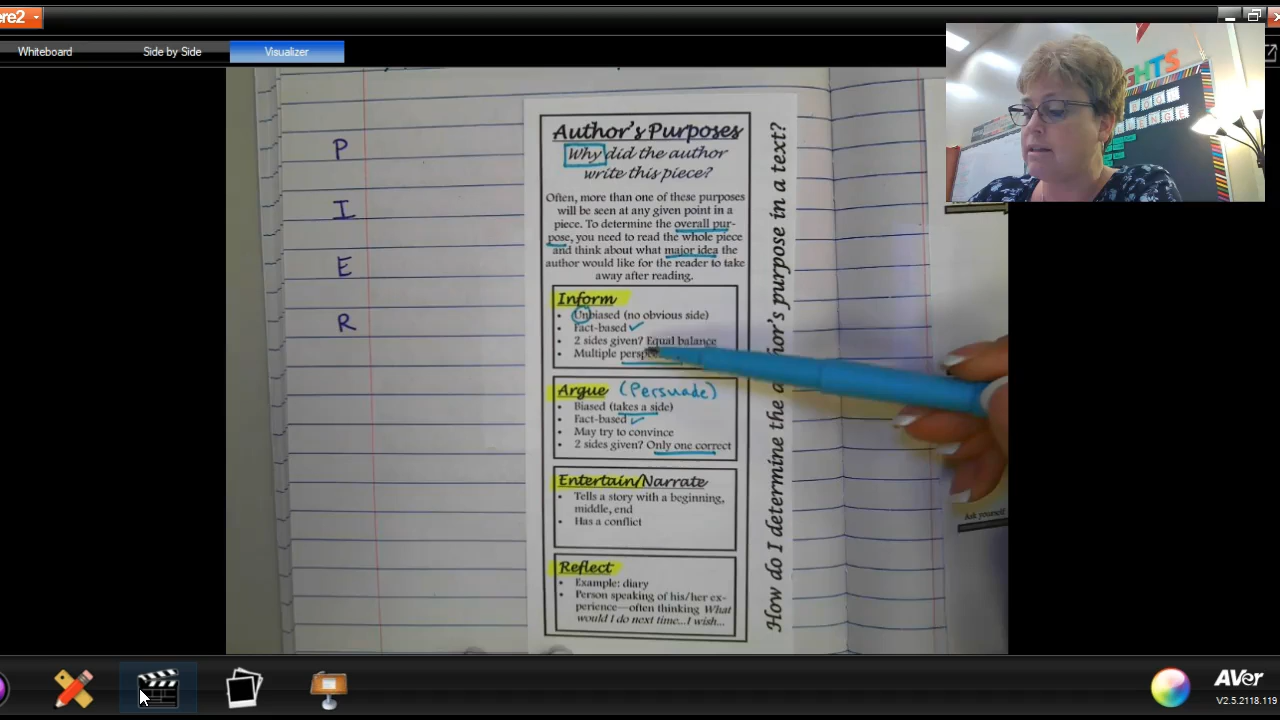 ere2
Whiteboard
Side by Side
Visualizer
GHTS
BOOK
P
I
E
R
Author's Purposes
Why did the author
write this piece?
Often, more than one of these purposes
will be seen at any given point in a
piece. To determine the overall pur-
pose, you need to read the whole piece
and think about what major idea the
author would like for the reader to take
away after reading.
Inform
• Unbiased (no obvious side)
• Fact-based ✓
• 2 sides given? Equal balance
• Multiple
Argue (Persuade)
• Biased (takes a side)
• Fact-based ✓
• May try to convince
• 2 sides given? Only one correct
Entertain/Narrate
• Tells a story with a beginning,
middle, end
• Has a conflict
Reflect
• Example: diary
• Person speaking of his/her ex-
perience—often thinking What
would I do next time...I wish...
How do I determine the author's purpose in a text?
Ask yourself
AVer
V2.5.2118.119